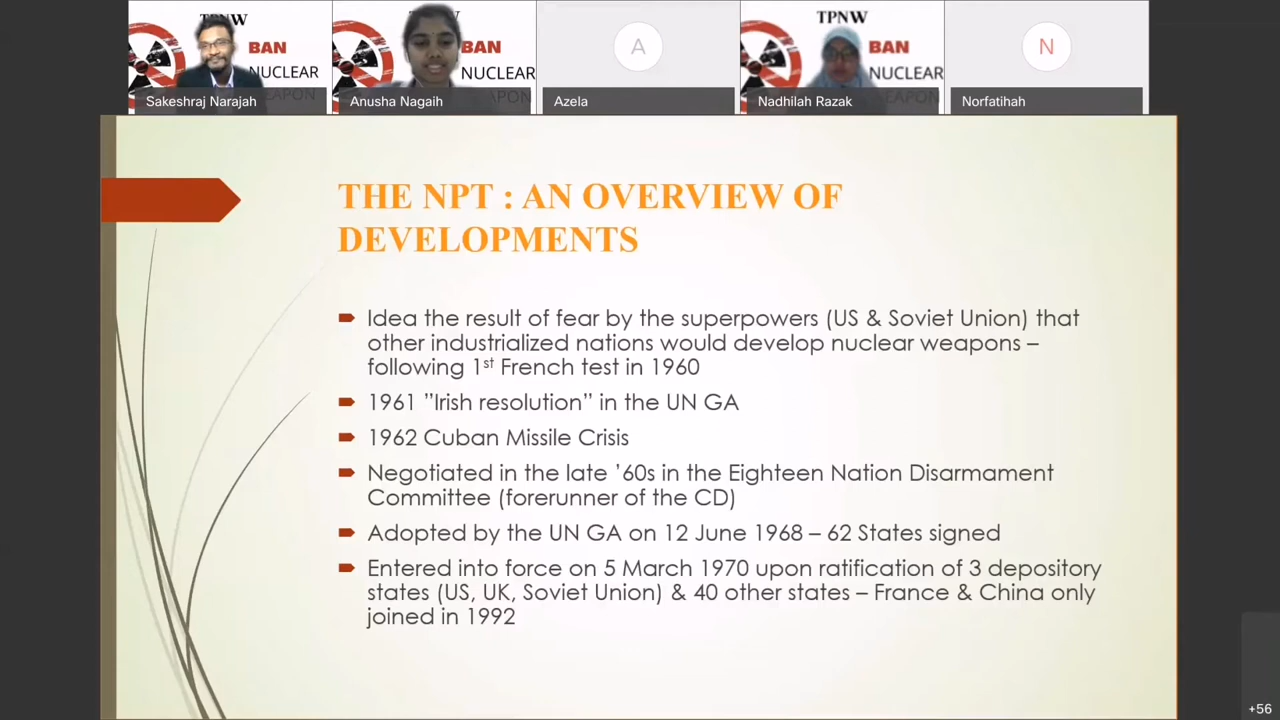 TPNW
BAN
NUCLEAR
Sakeshraj Narajah
BAN
NUCLEAR
Anusha Nagaih
A
Azela
TPNW
BAN
NUCLEAR
Nadhilah Razak
N
Norfatihah
THE NPT : AN OVERVIEW OF
DEVELOPMENTS
Idea the result of fear by the superpowers (US & Soviet Union) that
other industrialized nations would develop nuclear weapons –
following 1st French test in 1960
1961 ”Irish resolution” in the UN GA
1962 Cuban Missile Crisis
Negotiated in the late ’60s in the Eighteen Nation Disarmament
Committee (forerunner of the CD)
Adopted by the UN GA on 12 June 1968 – 62 States signed
Entered into force on 5 March 1970 upon ratification of 3 depository
states (US, UK, Soviet Union) & 40 other states – France & China only
joined in 1992
+56